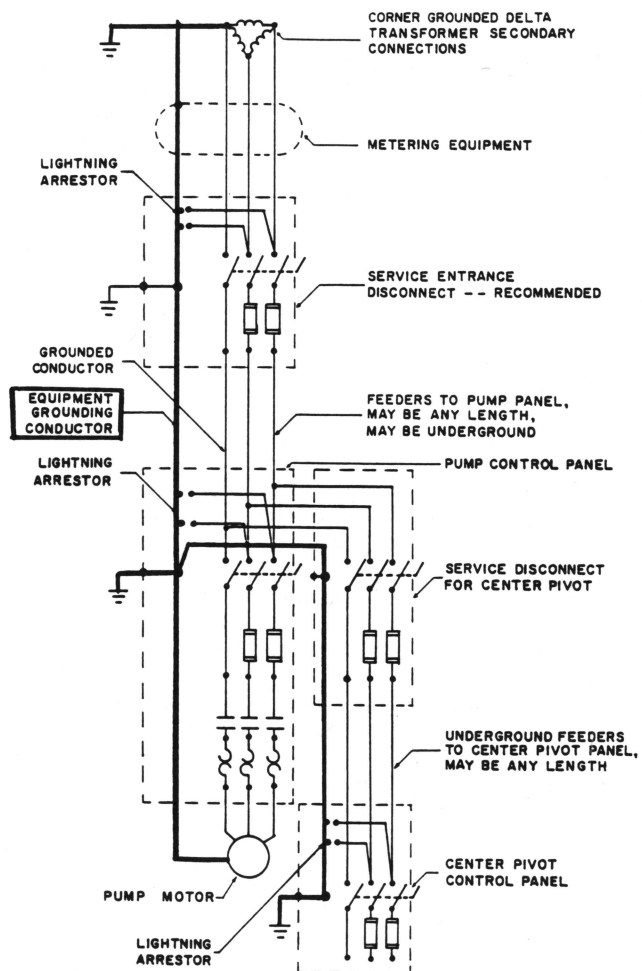 CORNER GROUNDED DELTA
TRANSFORMER SECONDARY
CONNECTIONS
METERING EQUIPMENT
LIGHTNING
ARRESTOR
SERVICE ENTRANCE
DISCONNECT -- RECOMMENDED
GROUNDED
CONDUCTOR
EQUIPMENT
GROUNDING
CONDUCTOR
FEEDERS TO PUMP PANEL,
MAY BE ANY LENGTH,
MAY BE UNDERGROUND
LIGHTNING
ARRESTOR
PUMP CONTROL PANEL
SERVICE DISCONNECT
FOR CENTER PIVOT
UNDERGROUND FEEDERS
TO CENTER PIVOT PANEL,
MAY BE ANY LENGTH
CENTER PIVOT
CONTROL PANEL
PUMP MOTOR
LIGHTNING
ARRESTOR